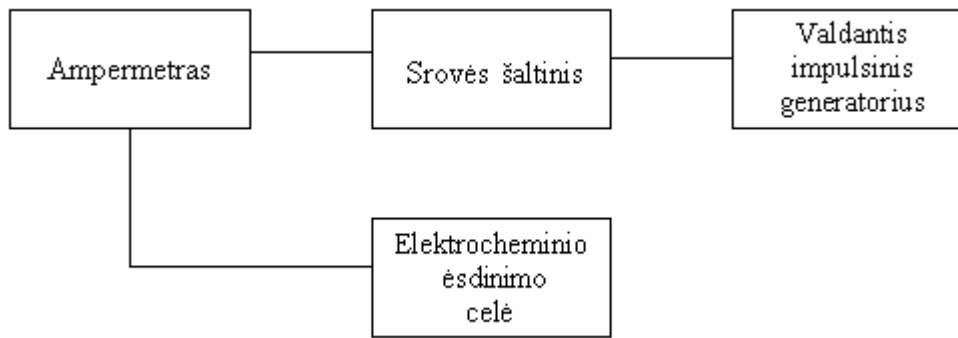 Ampermetras
Srovės šaltinis
Valdantis
impulsinis
generatorius
Elektrocheminio
ėsdinimo
celė